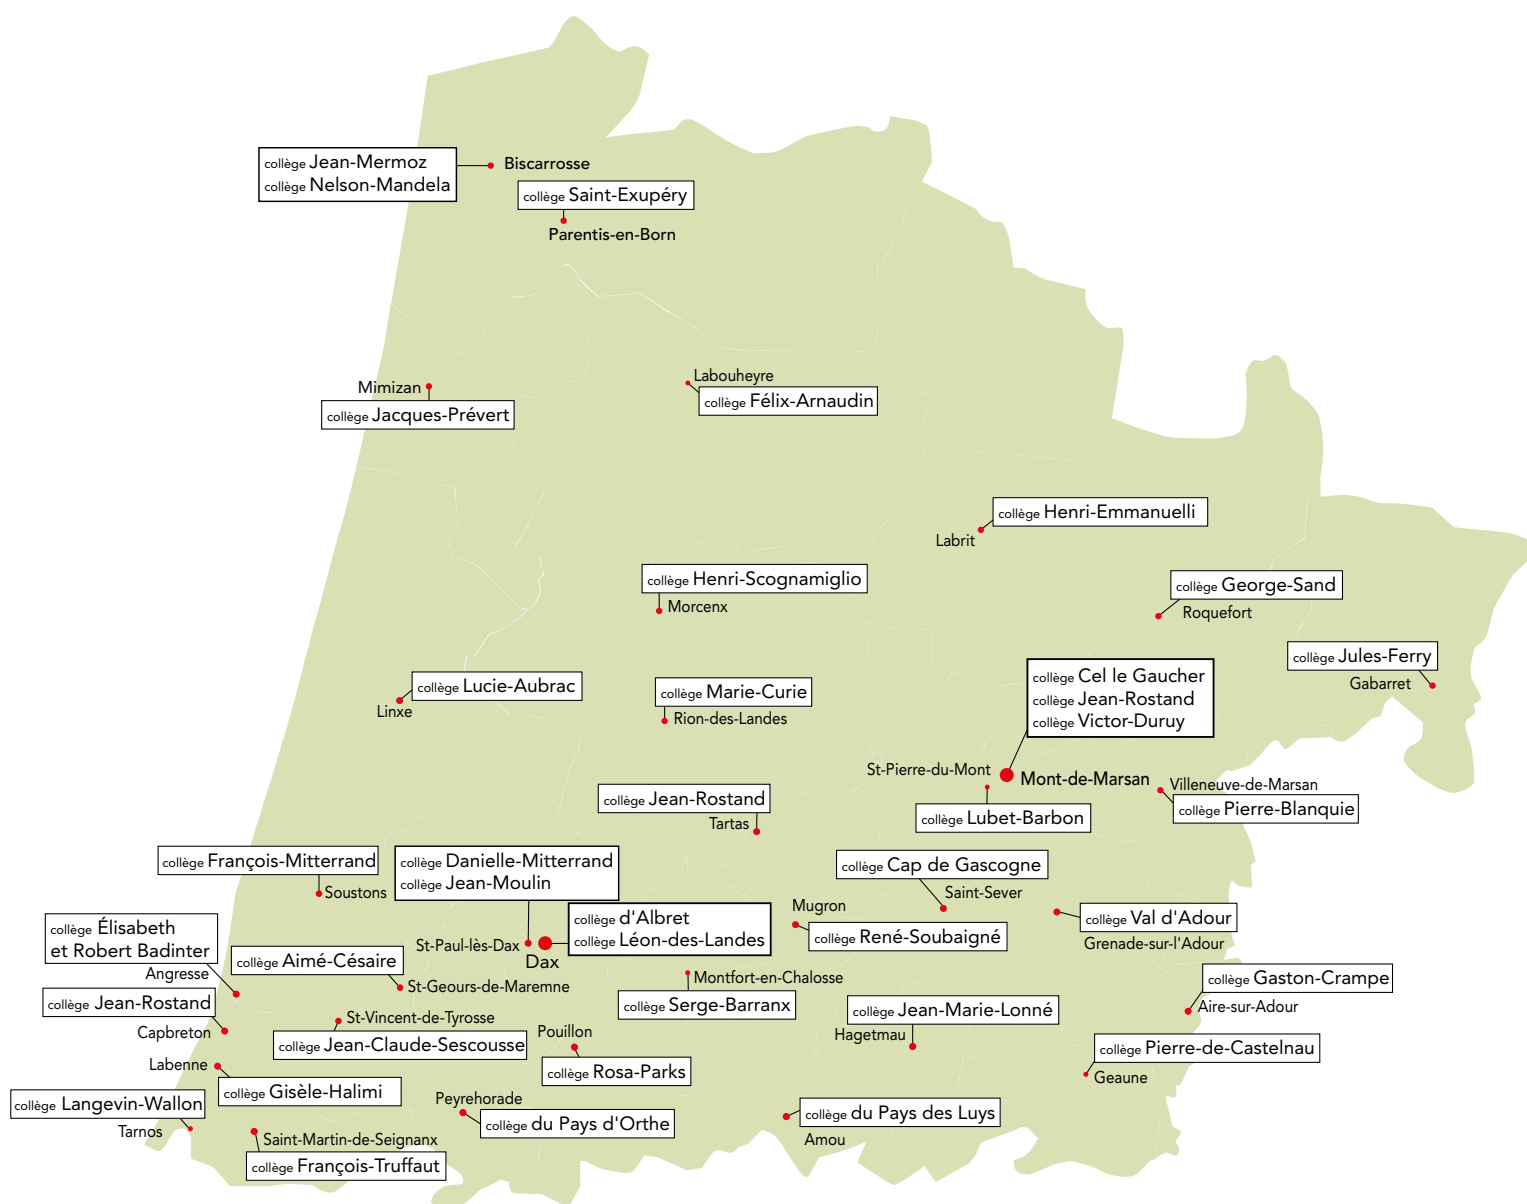 collège Jean-Mermoz
collège Nelson-Mandela
Biscarrosse
collège Saint-Exupéry
Parentis-en-Born
Mimizan
collège Jacques-Prévert
Labouheyre
collège Félix-Arnaudin
collège Henri-Emmanuelli
Labrit
collège Henri-Scognamiglio
Morcenx
collège George-Sand
Roquefort
collège Jules-Ferry
Gabarret
collège Lucie-Aubrac
Linxe
collège Marie-Curie
Rion-des-Landes
collège Cel le Gaucher
collège Jean-Rostand
collège Victor-Duruy
St-Pierre-du-Mont
Mont-de-Marsan
collège Lubet-Barbon
Villeneuve-de-Marsan
collège Pierre-Blanquie
collège Jean-Rostand
Tartas
collège François-Mitterrand
Soustons
collège Danielle-Mitterrand
collège Jean-Moulin
St-Paul-lès-Dax
collège d'Albret
collège Léon-des-Landes
Dax
collège Cap de Gascogne
Saint-Sever
Mugron
collège René-Soubaigné
collège Val d'Adour
Grenade-sur-l'Adour
collège Élisabeth
et Robert Badinter
Angresse
collège Aimé-Césaire
St-Geours-de-Maremne
Montfort-en-Chalosse
collège Serge-Barranx
collège Gaston-Crampe
Aire-sur-Adour
collège Jean-Rostand
Capbreton
St-Vincent-de-Tyrosse
collège Jean-Claude-Sescousse
collège Jean-Marie-Lonné
Hagetmau
Pouillon
collège Rosa-Parks
collège Pierre-de-Castelnau
Geaune
Labenne
collège Gisèle-Halimi
collège Langevin-Wallon
Tarnos
Peyrehorade
collège du Pays d'Orthe
collège du Pays des Luys
Amou
Saint-Martin-de-Seignanx
collège François-Truffaut